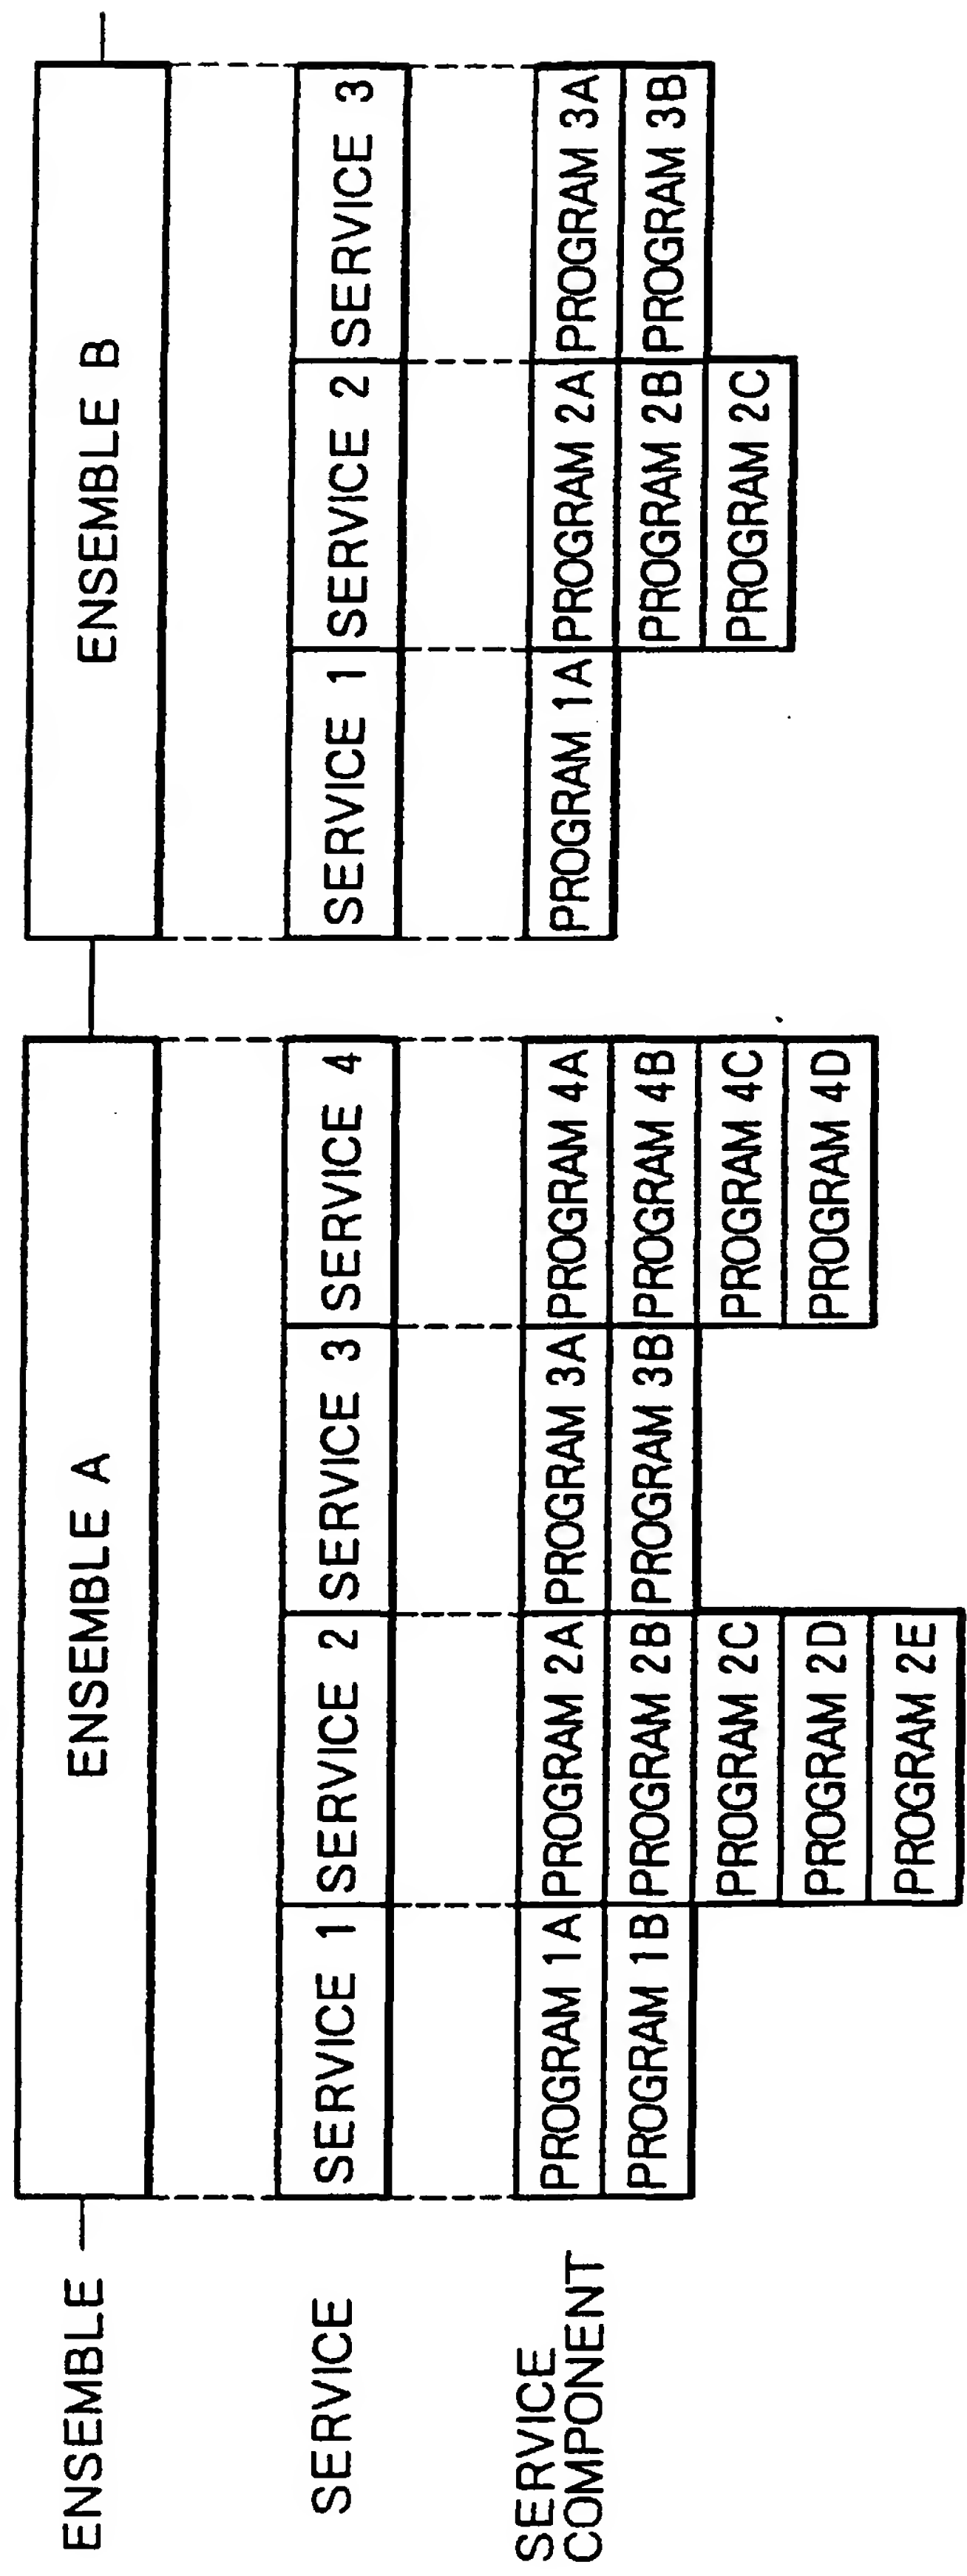 ENSEMBLE
ENSEMBLE A
ENSEMBLE B
SERVICE
SERVICE 1
SERVICE 2
SERVICE 3
SERVICE 4
SERVICE 1
SERVICE 2
SERVICE 3
SERVICE
COMPONENT
PROGRAM 1A
PROGRAM 2A
PROGRAM 3A
PROGRAM 4A
PROGRAM 1A
PROGRAM 2A
PROGRAM 3A
PROGRAM 1B
PROGRAM 2B
PROGRAM 3B
PROGRAM 4B
PROGRAM 2B
PROGRAM 3B
PROGRAM 2C
PROGRAM 4C
PROGRAM 2C
PROGRAM 2D
PROGRAM 4D
PROGRAM 2E